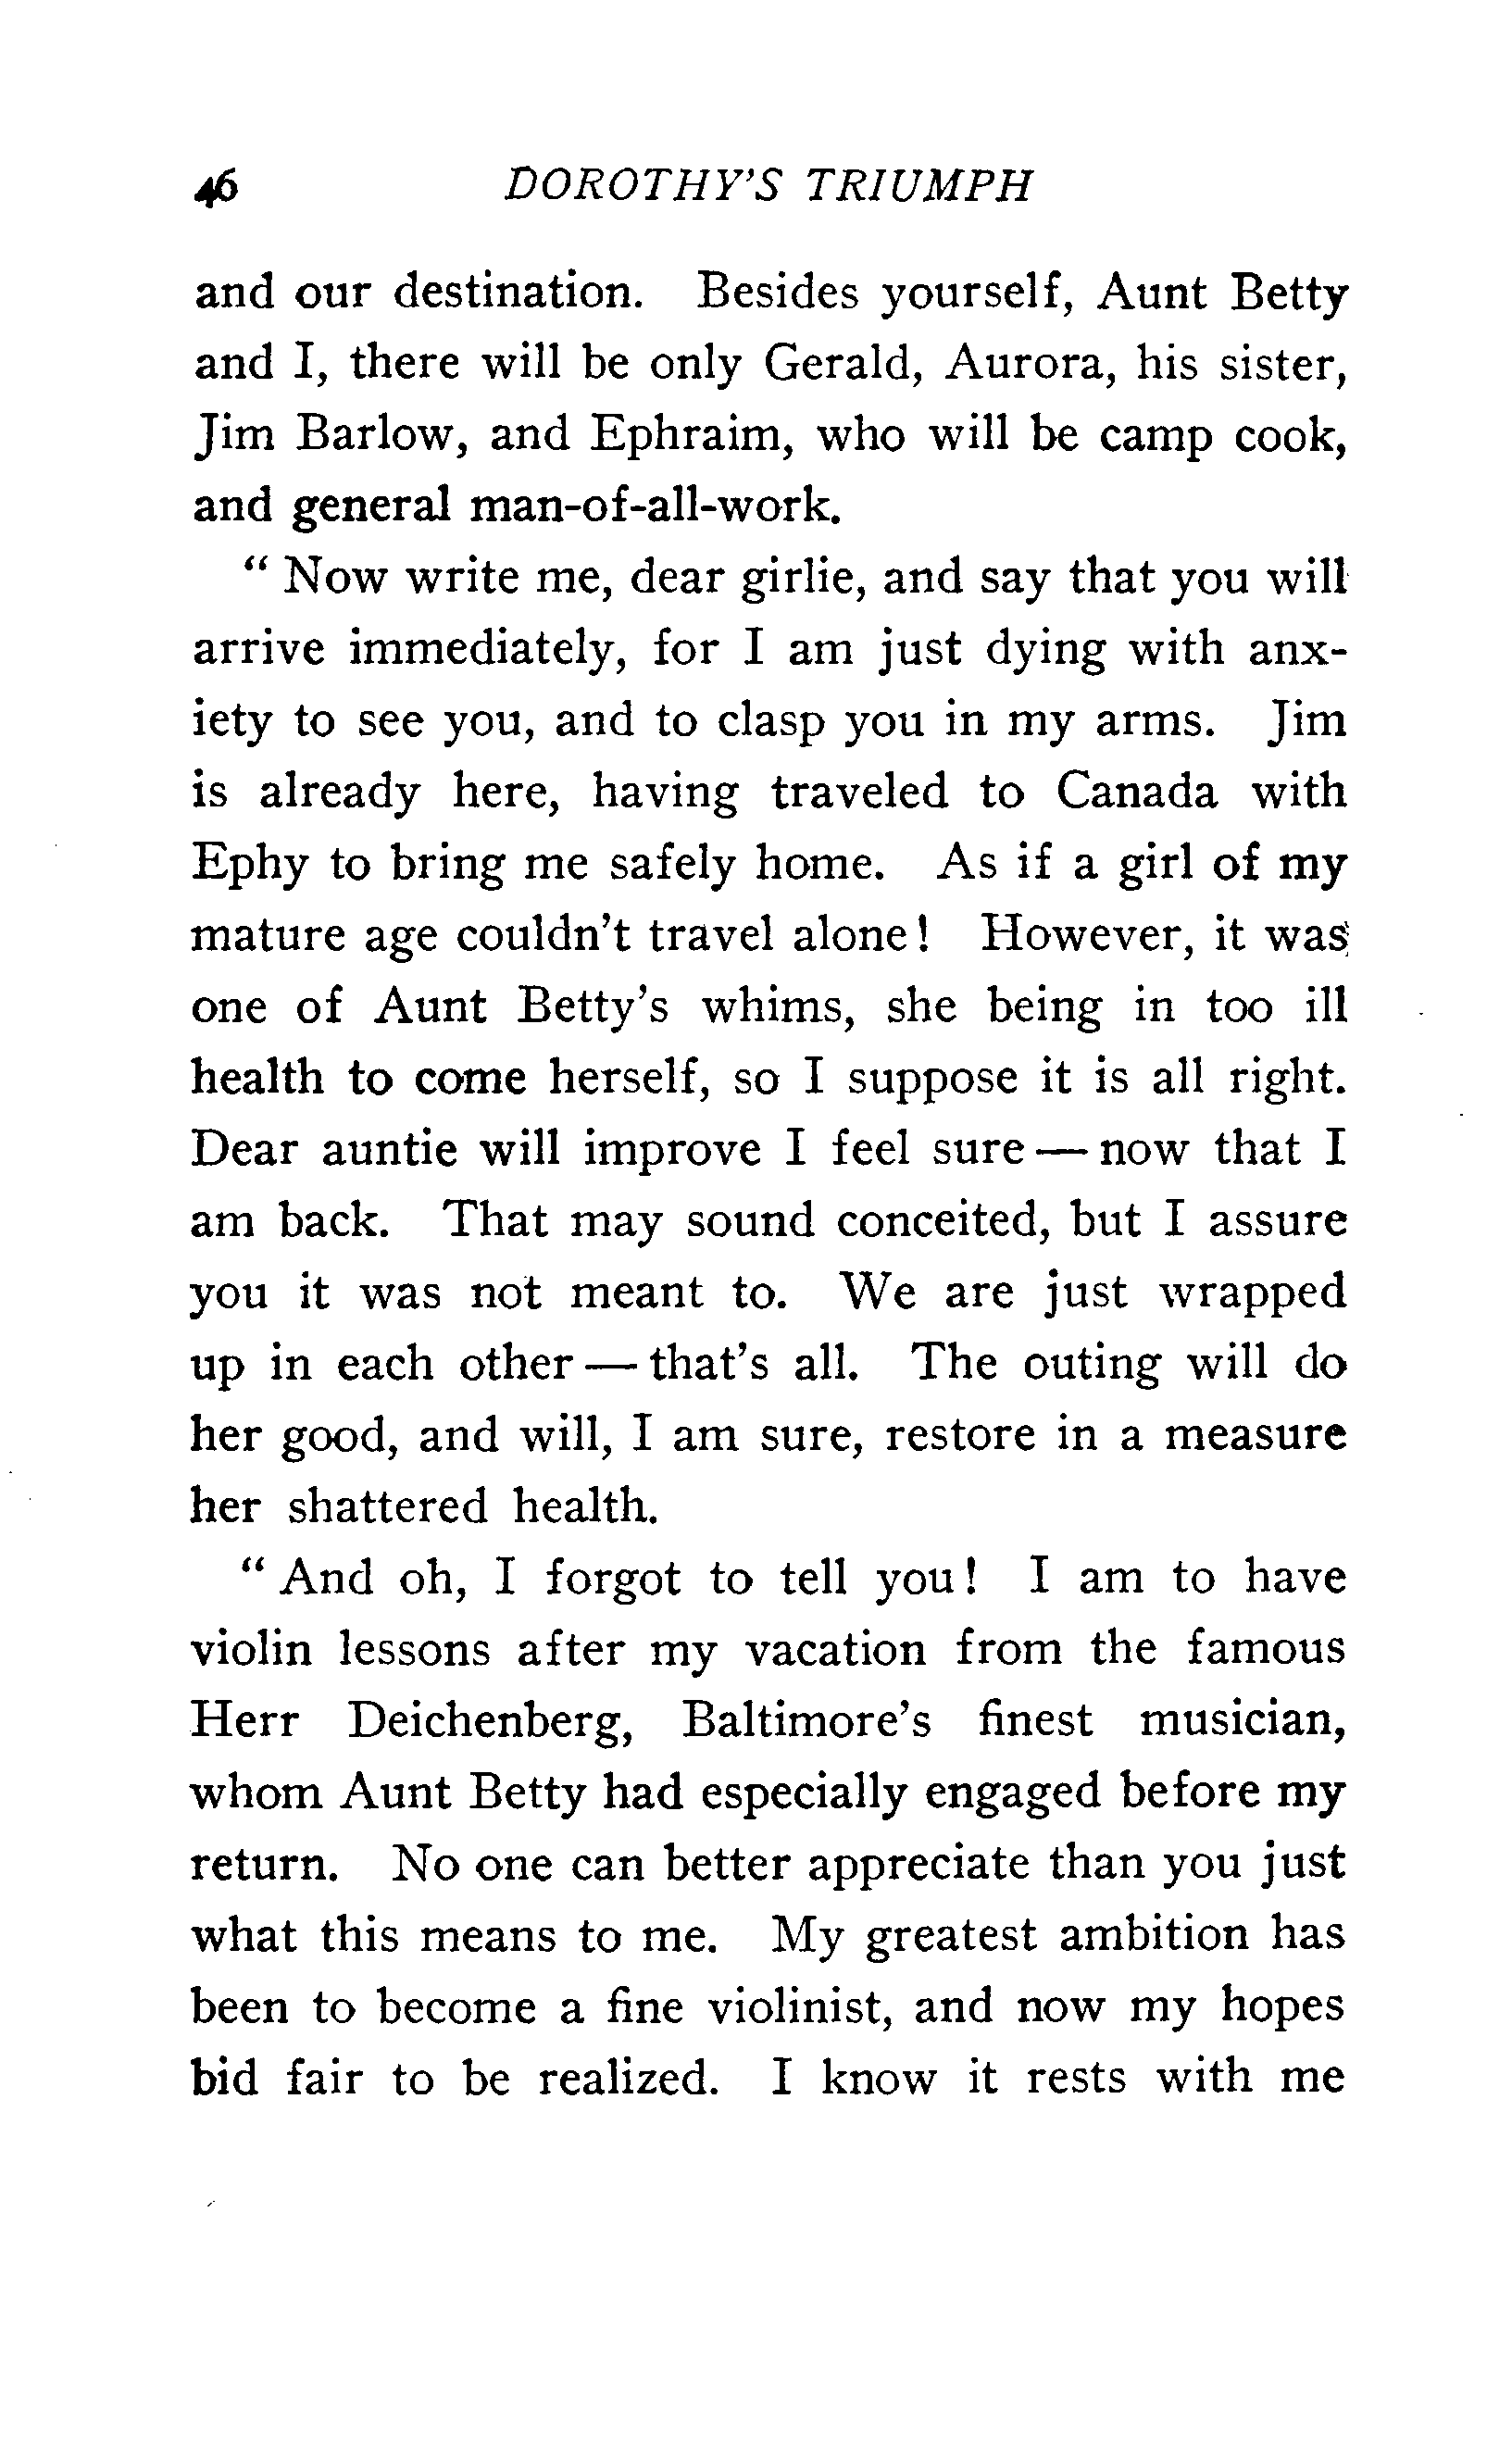 46 DOROTHY'S TRIUMPH
and our destination. Besides yourself, Aunt Betty
and I, there will be only Gerald, Aurora, his sister,
Jim Barlow, and Ephraim, who will be camp cook,
and general man-of-all-work.
“ Now write me, dear girlie, and say that you will
arrive immediately, for I am just dying with anx-
iety to see you, and to clasp you in my arms. Jim
is already here, having traveled to Canada with
Ephy to bring me safely home. As if a girl of my
mature age couldn't travel alone! However, it was
one of Aunt Betty's whims, she being in too ill
health to come herself, so I suppose it is all right.
Dear auntie will improve I feel sure — now that I
am back. That may sound conceited, but I assure
you it was not meant to. We are just wrapped
up in each other — that's all. The outing will do
her good, and will, I am sure, restore in a measure
her shattered health.
“ And oh, I forgot to tell you! I am to have
violin lessons after my vacation from the famous
Herr Deichenberg, Baltimore's finest musician,
whom Aunt Betty had especially engaged before my
return. No one can better appreciate than you just
what this means to me. My greatest ambition has
been to become a fine violinist, and now my hopes
bid fair to be realized. I know it rests with me